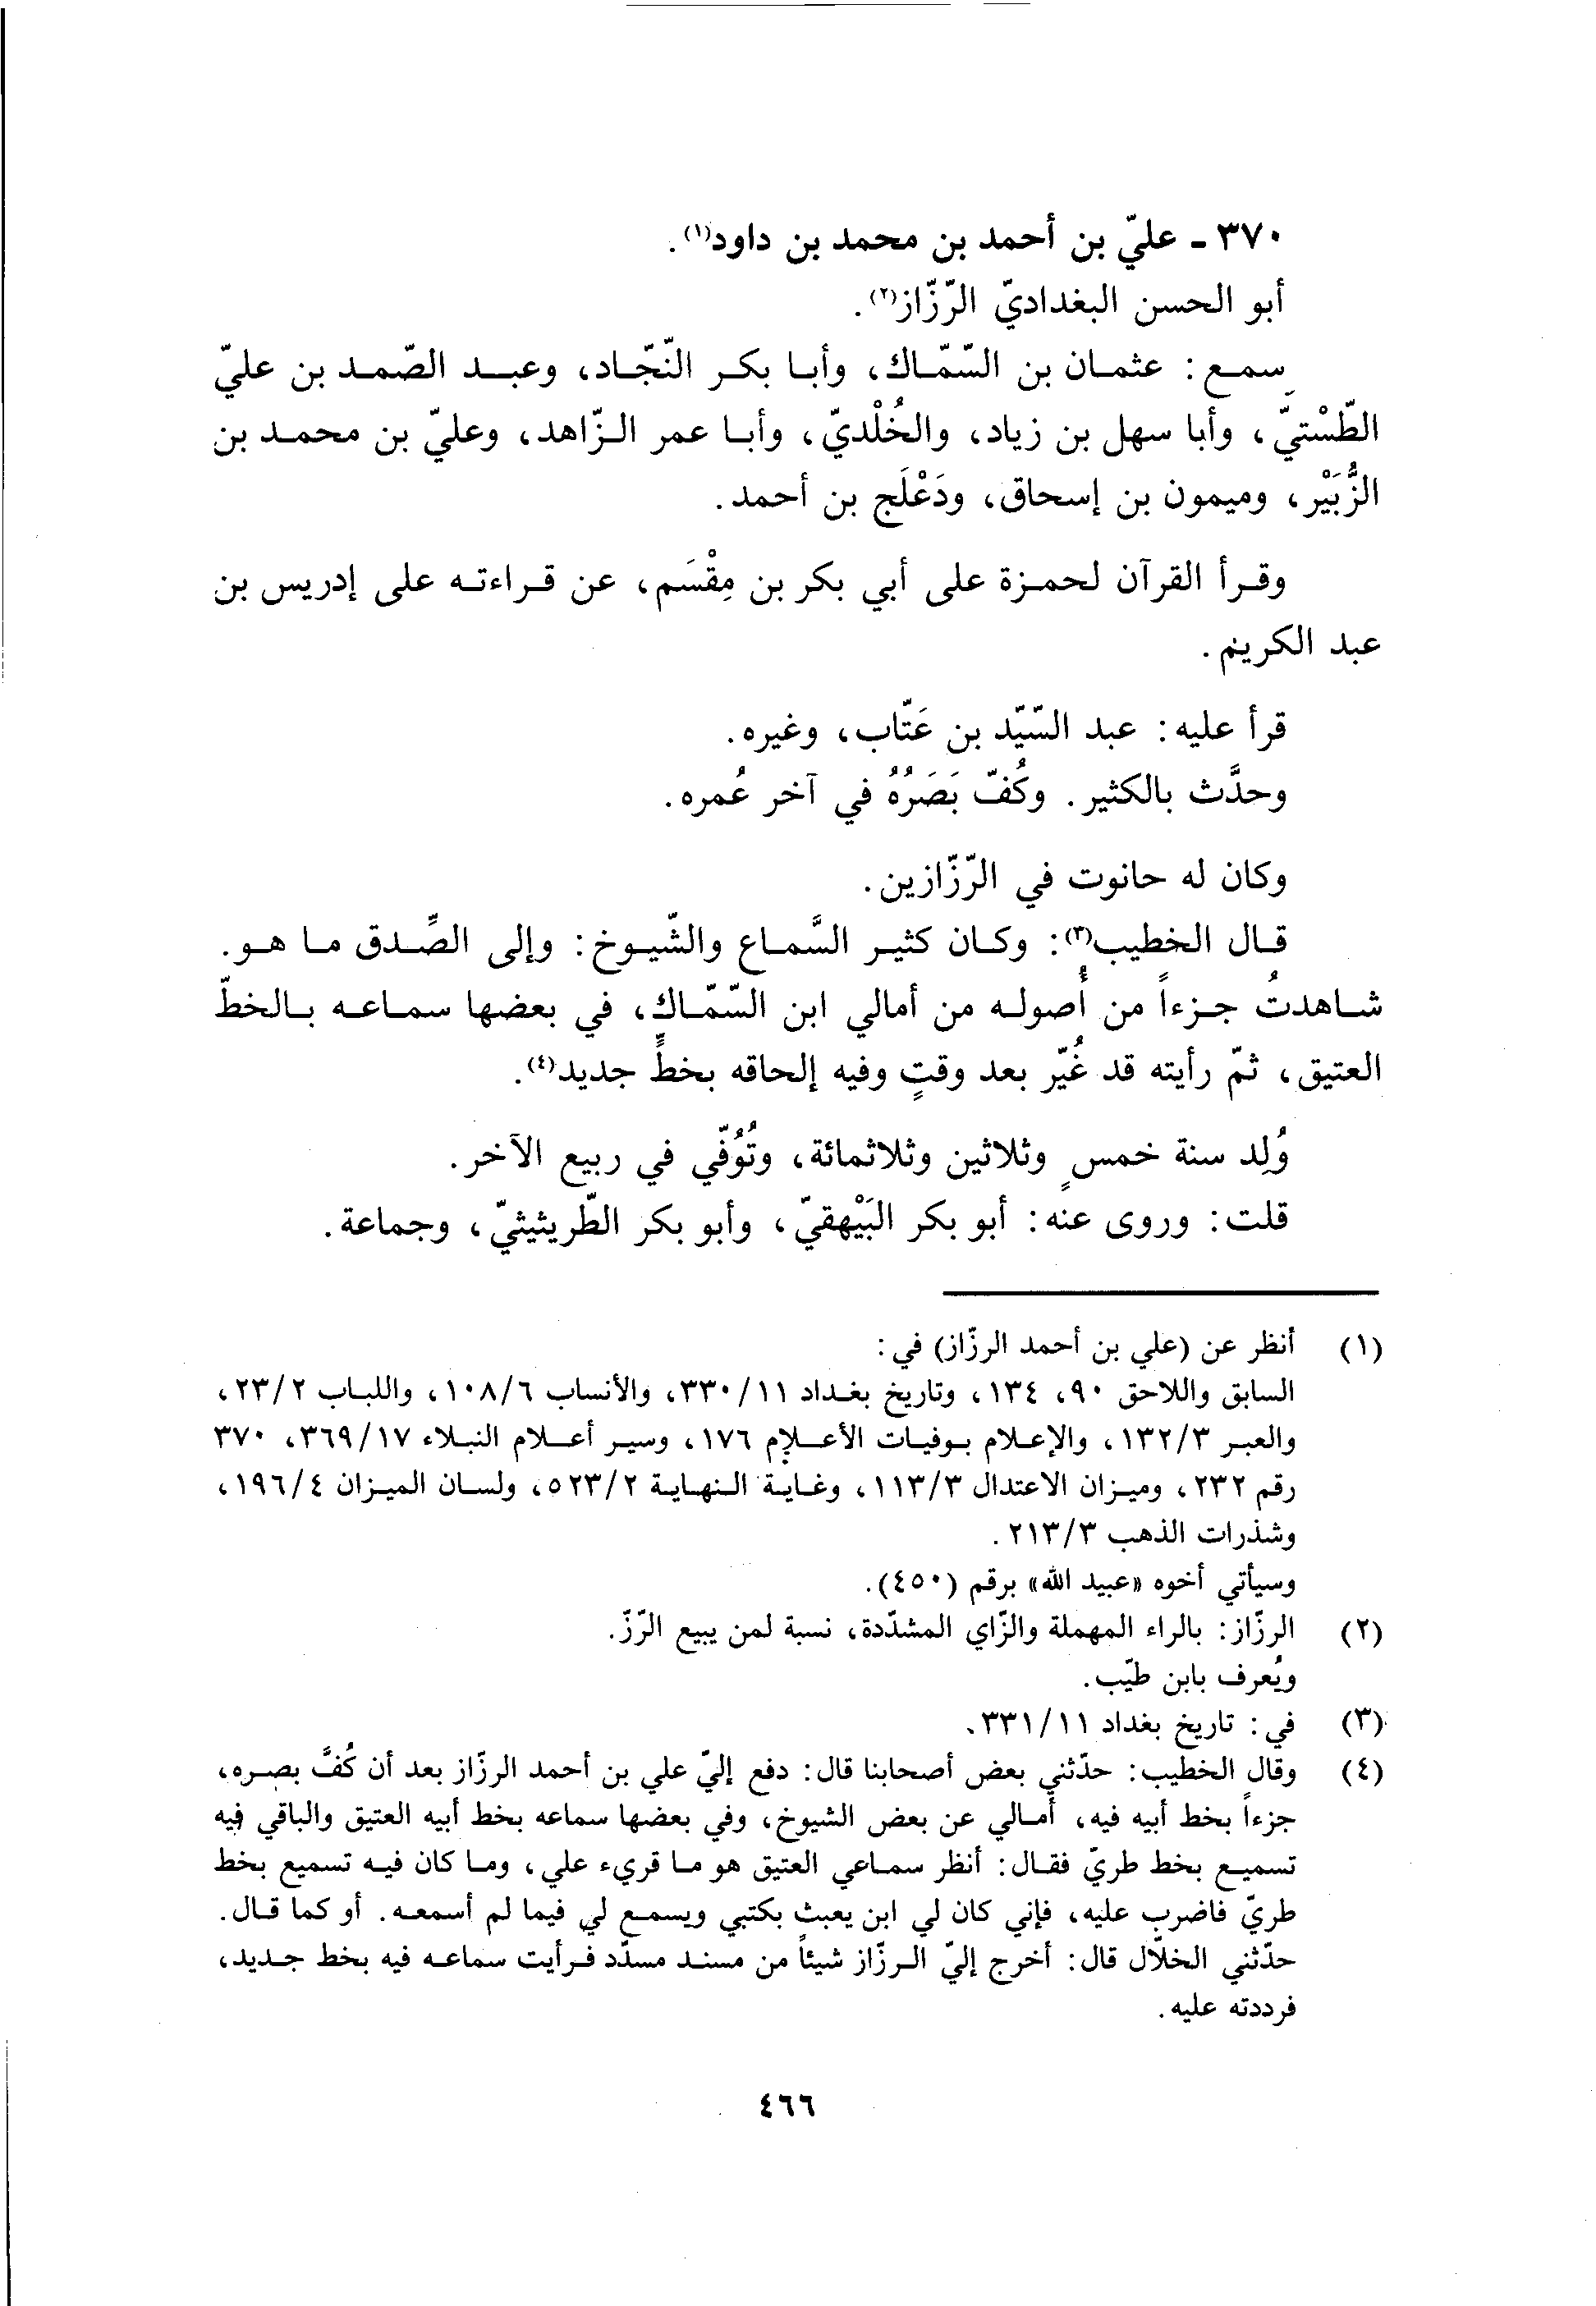 ٣٧٠ - عليّ بن أحمد بن محمد بن داود(١).
أبو الحسن البغداديّ الرّزّاز(٢).
سمع: عثمان بن السّمّاك، وأبا بكر النّجّاد، وعبد الصّمد بن عليّ
الطّسْتيّ، وأبا سهل بن زياد، والخُلْديّ، وأبا عمر الزّاهد، وعليّ بن محمد بن
الزُّبَيْر، وميمون بن إسحاق، ودَعْلَج بن أحمد.
وقرأ القرآن لحمزة على أبي بكر بن مِقْسَم، عن قراءته على إدريس بن
عبد الكريم.
قرأ عليه: عبد السّيّد بن عَتّاب، وغيره.
وحدَّث بالكثير. وكُفّ بَصَرُهُ في آخر عُمره.
وكان له حانوت في الرّزّازين.
قال الخطيب(٣): وكان كثير السَّماع والشّيوخ: وإلى الصِّدق ما هو.
شاهدتُ جزءاً من أُصوله من أمالي ابن السّمّاك، في بعضها سماعه بالخطّ
العتيق، ثمّ رأيته قد غُيّر بعد وقتٍ وفيه إلحاقه بخطٍّ جديد(٤).
وُلِد سنة خمسٍ وثلاثين وثلاثمائة، وتُوُفّي في ربيع الآخر.
قلت: وروى عنه: أبو بكر البَيْهقيّ، وأبو بكر الطّريثيثيّ، وجماعة.
(١) أنظر عن (علي بن أحمد الرزّاز) في:
السابق واللاحق ٩٠، ١٣٤، وتاريخ بغداد ١١/ ٣٣٠، والأنساب ٦/ ١٠٨، واللباب ٢/ ٢٣،
والعبر ٣/ ١٣٢، والإعلام بوفيات الأعلام ١٧٦، وسير أعلام النبلاء ١٧/ ٣٦٩، ٣٧٠
رقم ٢٣٢، وميزان الاعتدال ٣/ ١١٣، وغاية النهاية ٢/ ٥٢٣، ولسان الميزان ٤/ ١٩٦،
وشذرات الذهب ٣/ ٢١٣.
وسيأتي أخوه «عبيد الله» برقم (٤٥٠).
(٢) الرزّاز: بالراء المهملة والزّاي المشدّدة، نسبة لمن يبيع الرّزّ.
ويُعرف بابن طيّب.
(٣) في: تاريخ بغداد ١١/ ٣٣١.
(٤) وقال الخطيب: حدّثني بعض أصحابنا قال: دفع إليّ علي بن أحمد الرزّاز بعد أن كُفَّ بصره،
جزءاً بخط أبيه فيه، أمالي عن بعض الشيوخ، وفي بعضها سماعه بخط أبيه العتيق والباقي فيه
تسميع بخط طريّ فقال: أنظر سماعي العتيق هو ما قريء علي، وما كان فيه تسميع بخط
طريّ فاضرب عليه، فإني كان لي ابن يعبث بكتبي ويسمع لي فيما لم أسمعه. أو كما قال.
حدّثني الخلّال قال: أخرج إليّ الرزّاز شيئاً من مسند مسدّد فرأيت سماعه فيه بخط جديد،
فرددته عليه.
٤٦٦